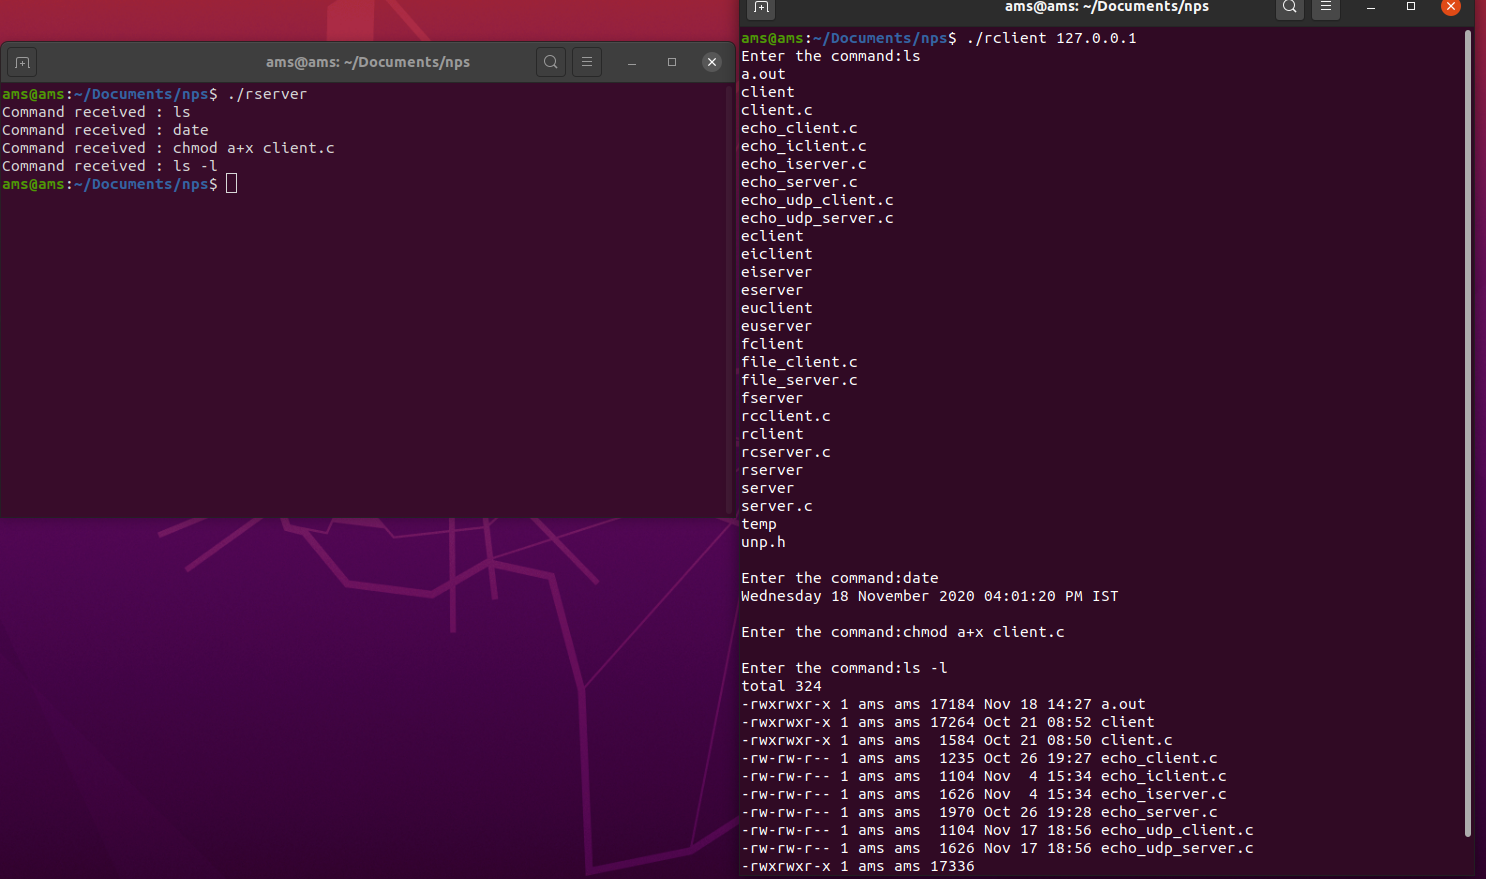 ams@ams: ~/Documents/nps
ams@ams:~/Documents/nps$ ./rserver
Command received : ls
Command received : date
Command received : chmod a+x client.c
Command received : ls -l
ams@ams:~/Documents/nps$
ams@ams: ~/Documents/nps
ams@ams:~/Documents/nps$ ./rclient 127.0.0.1
Enter the command:ls
a.out
client
client.c
echo_client.c
echo_iclient.c
echo_iserver.c
echo_server.c
echo_udp_client.c
echo_udp_server.c
eclient
eiclient
eiserver
eserver
euclient
euserver
fclient
file_client.c
file_server.c
fserver
rcclient.c
rclient
rcserver.c
rserver
server
server.c
temp
unp.h
Enter the command:date
Wednesday 18 November 2020 04:01:20 PM IST
Enter the command:chmod a+x client.c
Enter the command:ls -l
total 324
-rwxrwxr-x 1 ams ams 17184 Nov 18 14:27 a.out
-rwxrwxr-x 1 ams ams 17264 Oct 21 08:52 client
-rwxrwxr-x 1 ams ams  1584 Oct 21 08:50 client.c
-rw-rw-r-- 1 ams ams  1235 Oct 26 19:27 echo_client.c
-rw-rw-r-- 1 ams ams  1104 Nov  4 15:34 echo_iclient.c
-rw-rw-r-- 1 ams ams  1626 Nov  4 15:34 echo_iserver.c
-rw-rw-r-- 1 ams ams  1970 Oct 26 19:28 echo_server.c
-rw-rw-r-- 1 ams ams  1104 Nov 17 18:56 echo_udp_client.c
-rw-rw-r-- 1 ams ams  1626 Nov 17 18:56 echo_udp_server.c
-rwxrwxr-x 1 ams ams 17336